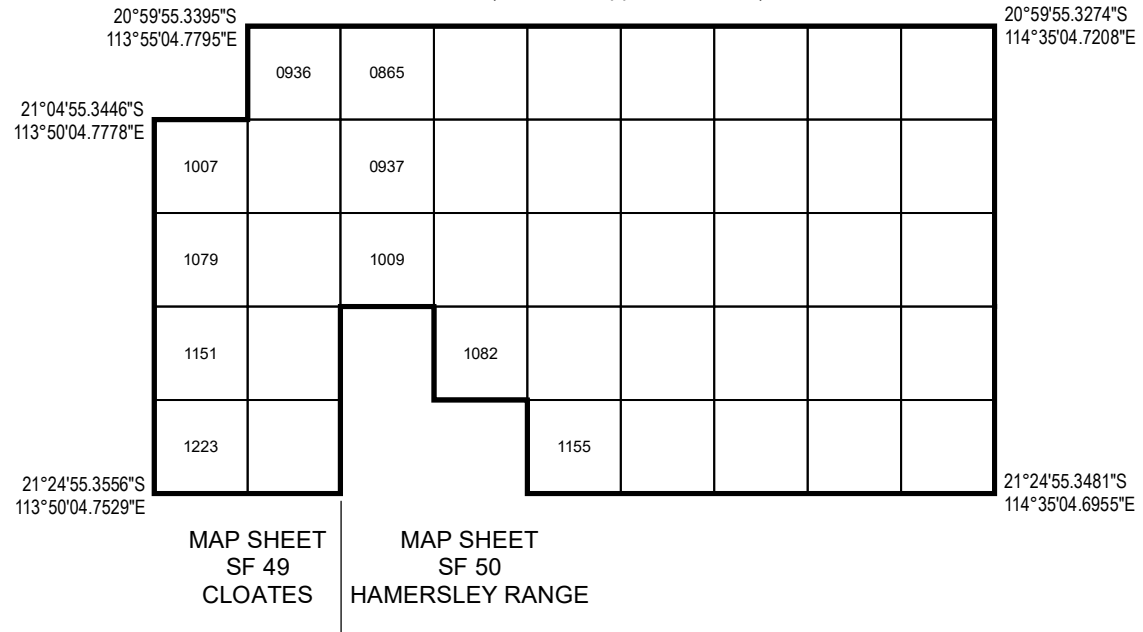 20°59'55.3395"S
113°55'04.7795"E
20°59'55.3274"S
114°35'04.7208"E
0936 0865
21°04'55.3446"S
113°50'04.7778"E
1007 0937
1079 1009
1151 1082
1223 1155
21°24'55.3556"S
113°50'04.7529"E
21°24'55.3481"S
114°35'04.6955"E
MAP SHEET
SF 49
CLOATES
MAP SHEET
SF 50
HAMERSLEY RANGE